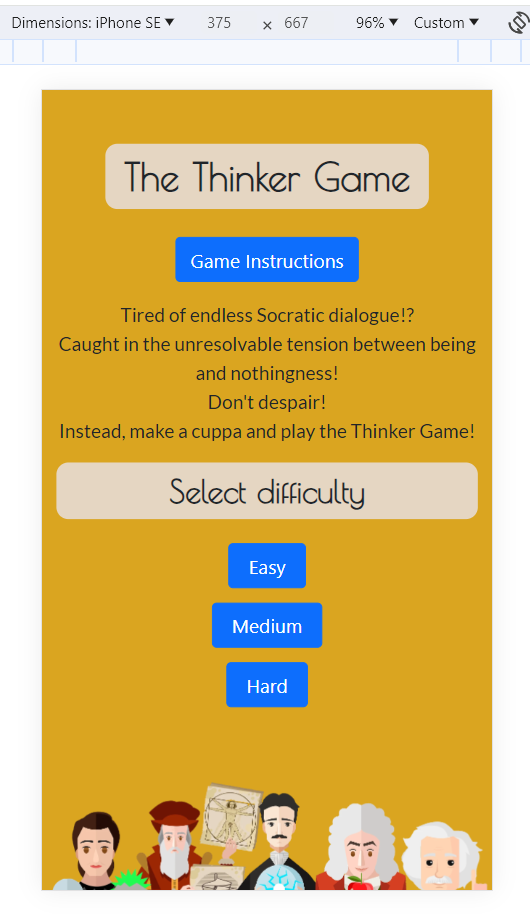 Dimensions: iPhone SE ▼ 375 × 667 96% ▼ Custom ▼
The Thinker Game
Game Instructions
Tired of endless Socratic dialogue!?
Caught in the unresolvable tension between being
and nothingness!
Don't despair!
Instead, make a cuppa and play the Thinker Game!
Select difficulty
Easy
Medium
Hard